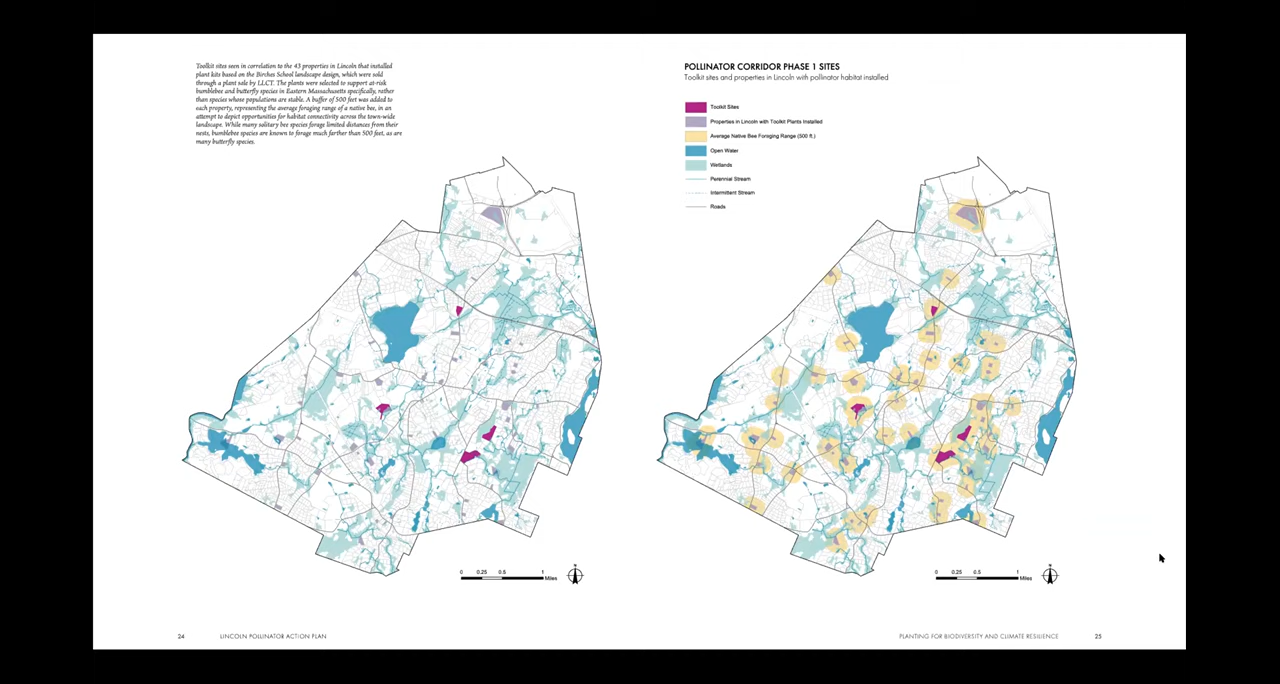 Toolkit sites seen in correlation to the 43 properties in Lincoln that installed
plant kits based on the Birches School landscape design, which were sold
through a plant sale by LLCT. The plants were selected to support at-risk
bumblebee and butterfly species in Eastern Massachusetts specifically, rather
than species whose populations are stable. A buffer of 500 feet was added to
each property, representing the average foraging range of a native bee, in an
attempt to depict opportunities for habitat connectivity across the town-wide
landscape. While many solitary bee species forage limited distances from their
nests, bumblebee species are known to forage much farther than 500 feet, as are
many butterfly species.
POLLINATOR CORRIDOR PHASE 1 SITES
Toolkit sites and properties in Lincoln with pollinator habitat installed
Toolkit Sites
Properties in Lincoln with Toolkit Plants Installed
Average Native Bee Foraging Range (500 ft.)
Open Water
Wetlands
Perennial Stream
Intermittent Stream
Roads
0 0.25 0.5 1
Miles
N
0 0.25 0.5 1
Miles
N
24 LINCOLN POLLINATOR ACTION PLAN
PLANTING FOR BIODIVERSITY AND CLIMATE RESILIENCE 25